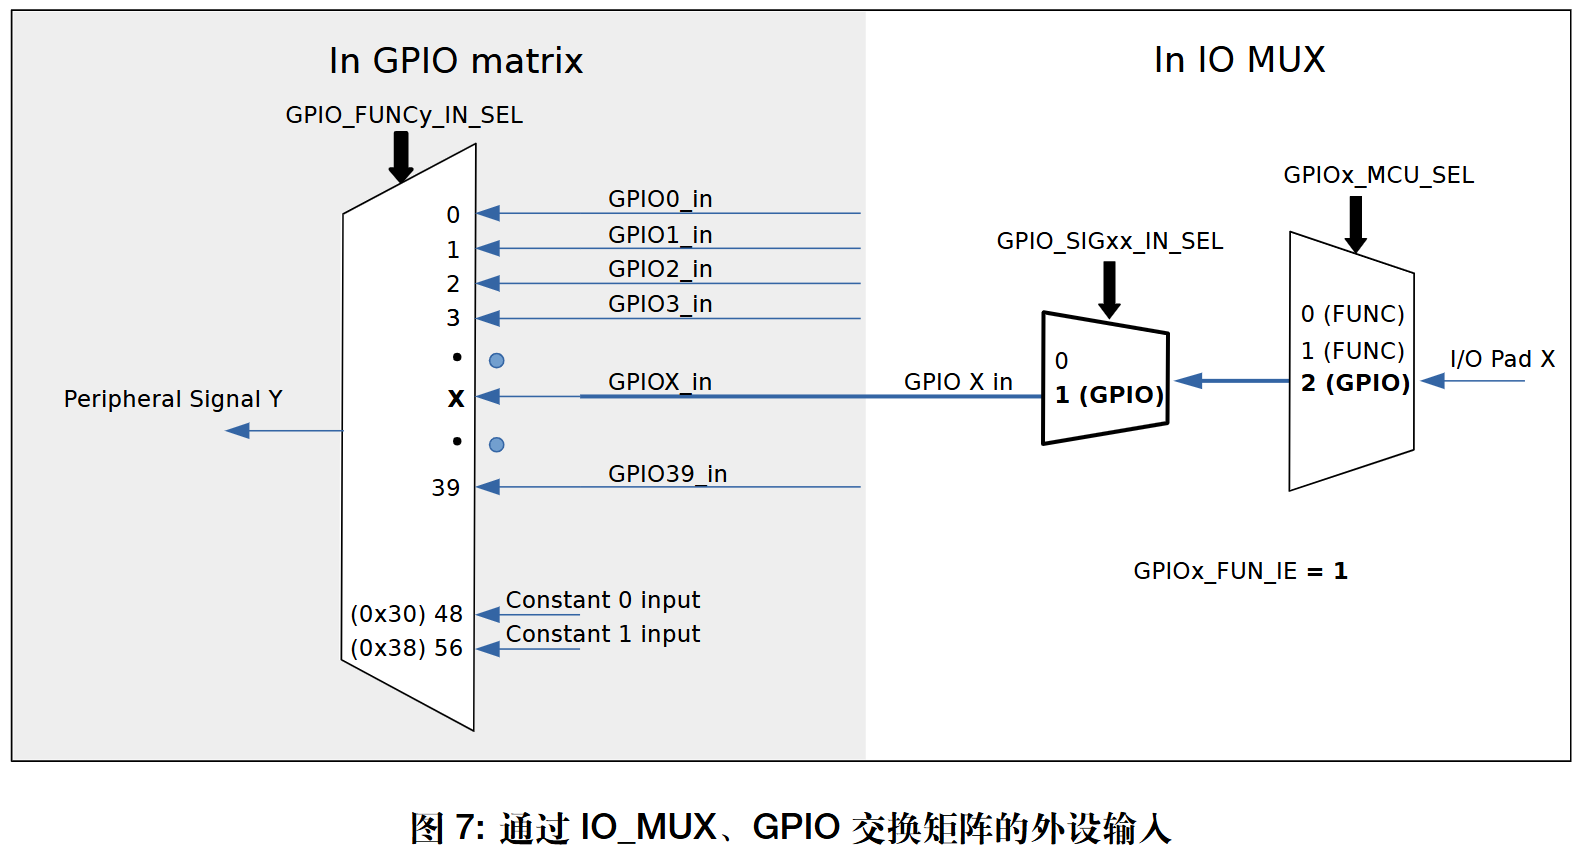 In GPIO matrix
In IO MUX
GPIO_FUNCy_IN_SEL
GPIOx_MCU_SEL
GPIO_SIGxx_IN_SEL
0
GPIO0_in
1
GPIO1_in
2
GPIO2_in
3
GPIO3_in
X
GPIOX_in
GPIO X in
39
GPIO39_in
Peripheral Signal Y
0
1 (GPIO)
0 (FUNC)
1 (FUNC)
2 (GPIO)
I/O Pad X
GPIOx_FUN_IE = 1
(0x30) 48
Constant 0 input
(0x38) 56
Constant 1 input
图 7: 通过 IO_MUX、GPIO 交换矩阵的外设输入